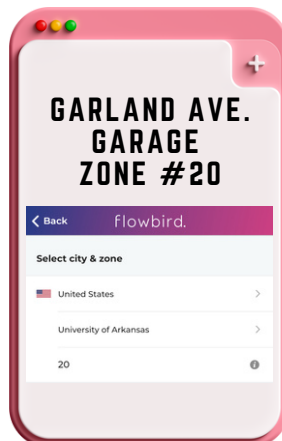 GARLAND AVE.
GARAGE
ZONE #20
Back flowbird.
Select city & zone
United States
University of Arkansas
20